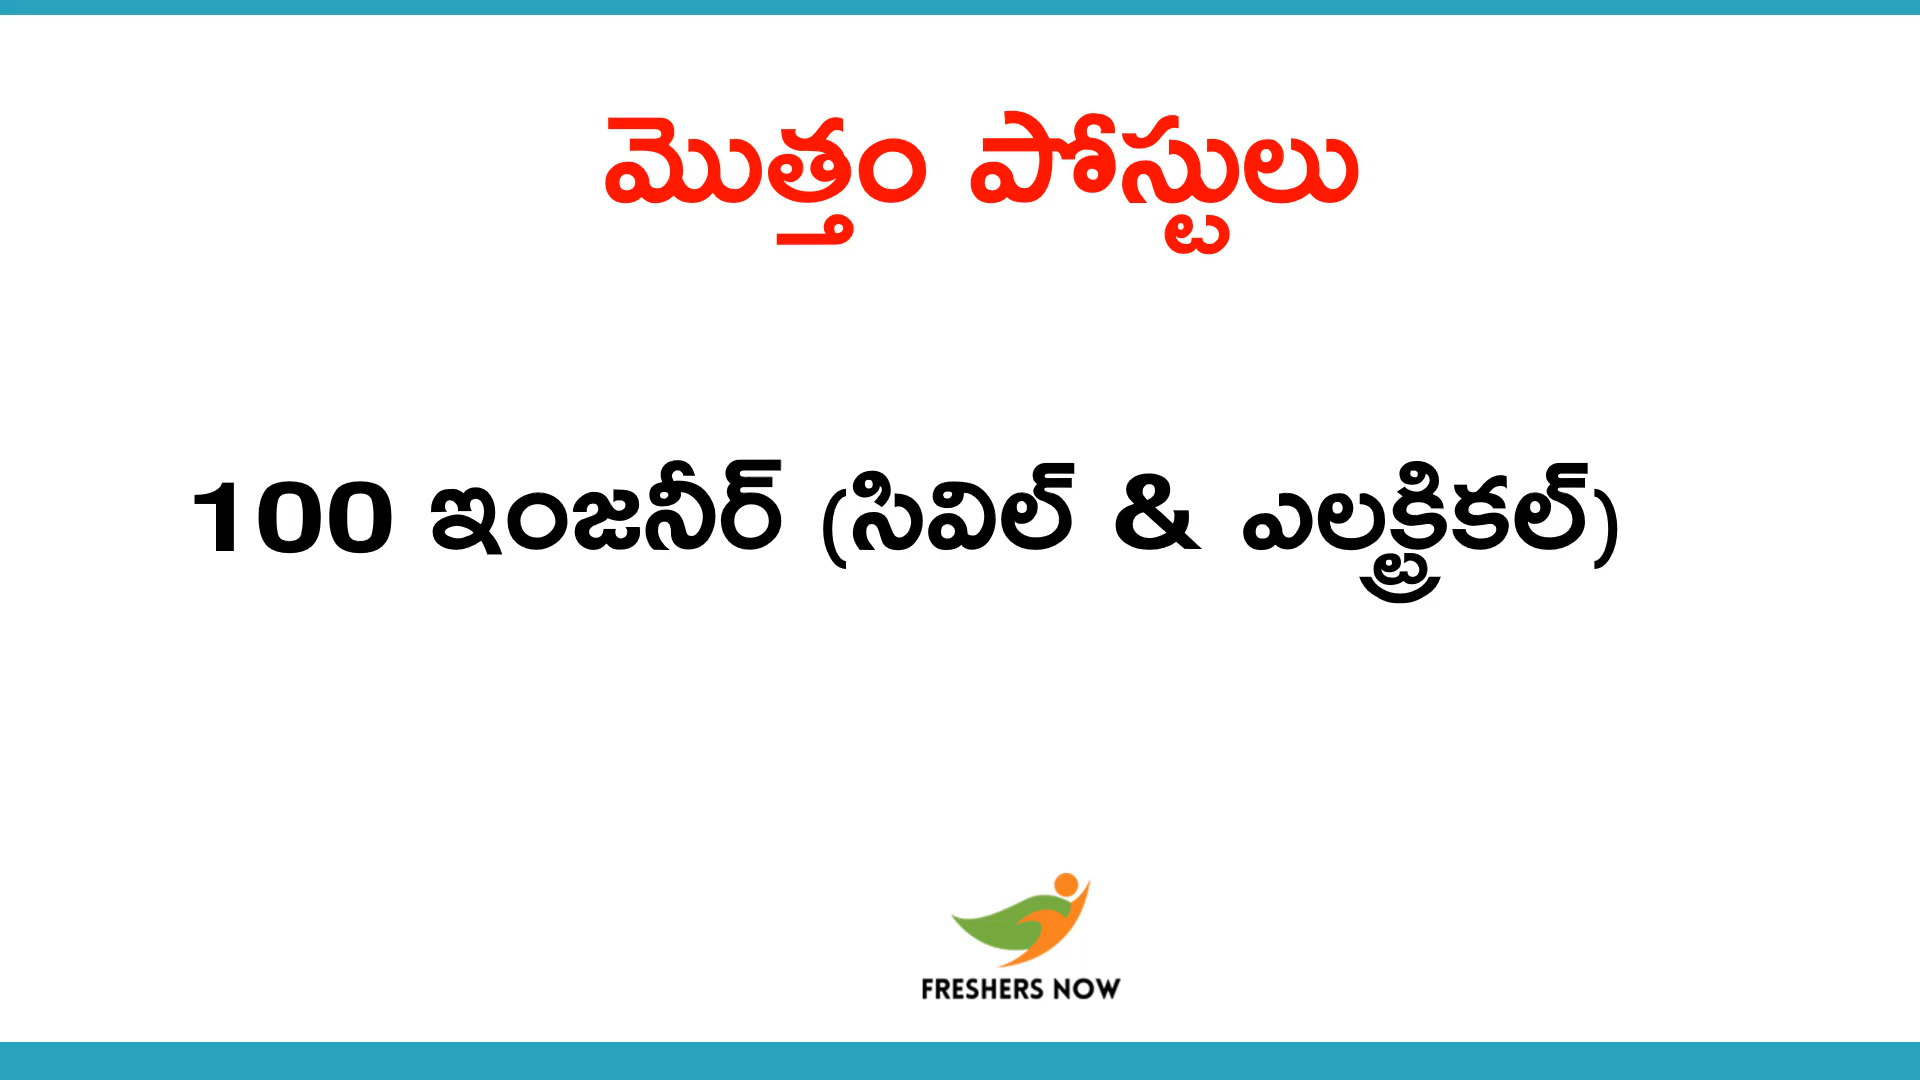 మొత్తం పోస్టులు
100 ఇంజనీర్ (సివిల్ & ఎలక్ట్రికల్)
FRESHERS NOW